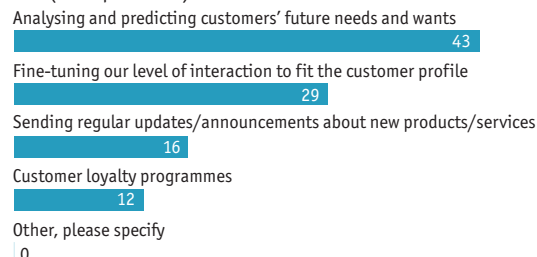 Analysing and predicting customers’ future needs and wants
43
Fine-tuning our level of interaction to fit the customer profile
29
Sending regular updates/announcements about new products/services
16
Customer loyalty programmes
12
Other, please specify
0